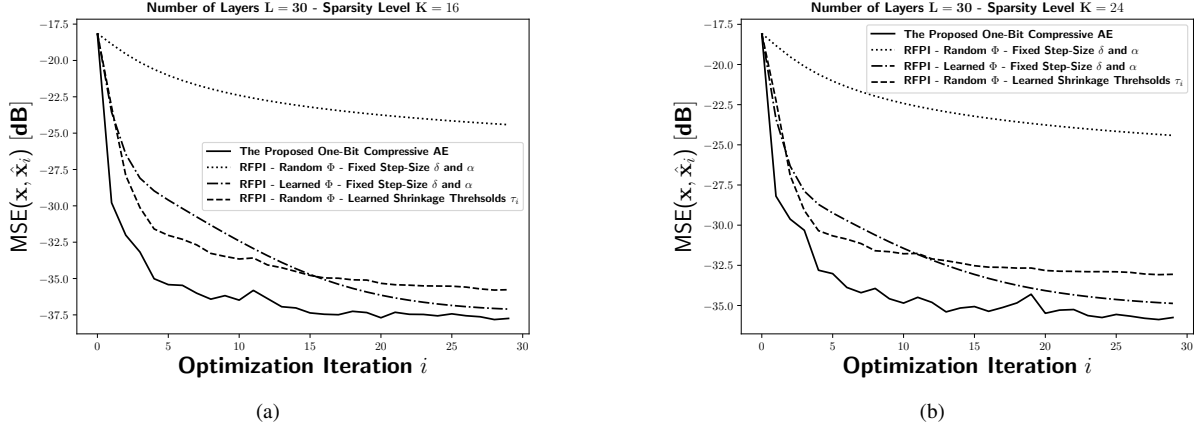 Number of Layers L = 30 - Sparsity Level K = 16
−17.5
−20.0
−22.5
−25.0
−27.5
−30.0
−32.5
−35.0
−37.5
MSE(x, x̂_i) [dB]
The Proposed One-Bit Compressive AE
RFPI - Random Φ - Fixed Step-Size δ and α
RFPI - Learned Φ - Fixed Step-Size δ and α
RFPI - Random Φ - Learned Shrinkage Threhsolds τ_i
0 5 10 15 20 25 30
Optimization Iteration i
(a)
Number of Layers L = 30 - Sparsity Level K = 24
−17.5
−20.0
−22.5
−25.0
−27.5
−30.0
−32.5
−35.0
MSE(x, x̂_i) [dB]
The Proposed One-Bit Compressive AE
RFPI - Random Φ - Fixed Step-Size δ and α
RFPI - Learned Φ - Fixed Step-Size δ and α
RFPI - Random Φ - Learned Shrinkage Threhsolds τ_i
0 5 10 15 20 25 30
Optimization Iteration i
(b)